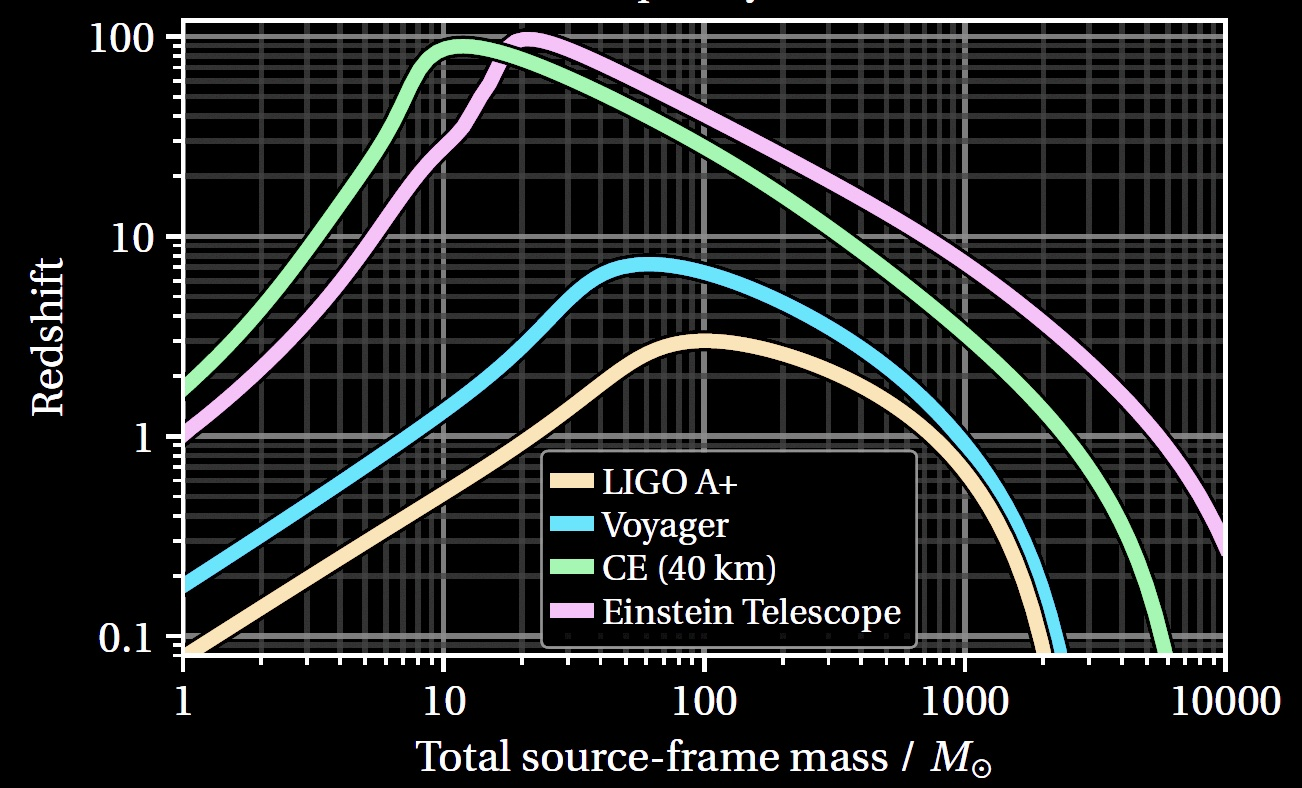 100
10
1
0.1
Redshift
LIGO A+
Voyager
CE (40 km)
Einstein Telescope
1 10 100 1000 10000
Total source-frame mass / M⊙